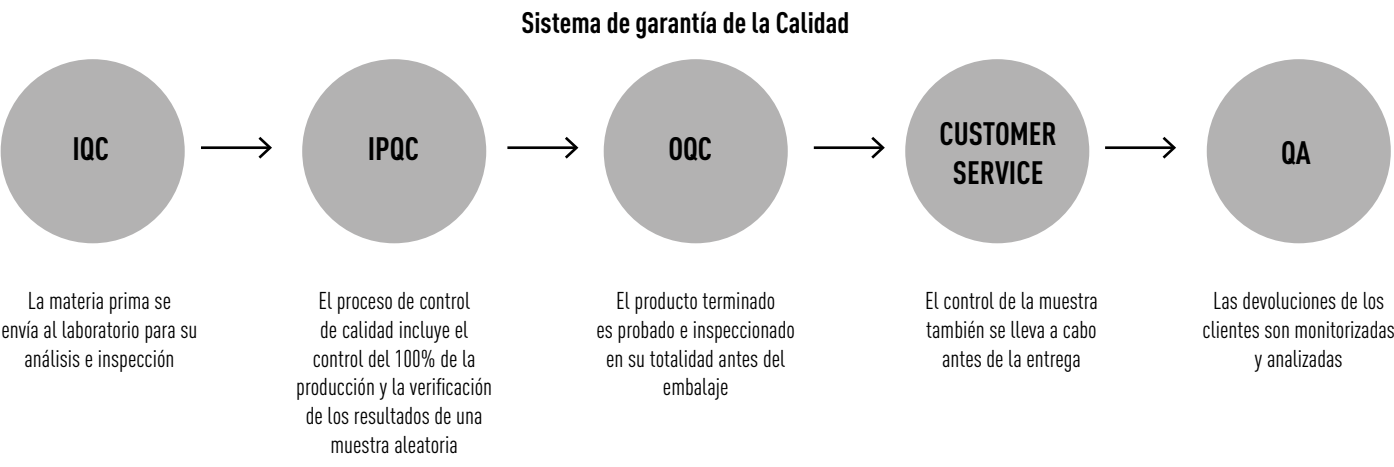 Sistema de garantía de la Calidad
IQC
IPQC
OQC
CUSTOMER
SERVICE
QA
La materia prima se
envía al laboratorio para su
análisis e inspección
El proceso de control
de calidad incluye el
control del 100% de la
producción y la verificación
de los resultados de una
muestra aleatoria
El producto terminado
es probado e inspeccionado
en su totalidad antes del
embalaje
El control de la muestra
también se lleva a cabo
antes de la entrega
Las devoluciones de los
clientes son monitorizadas
y analizadas